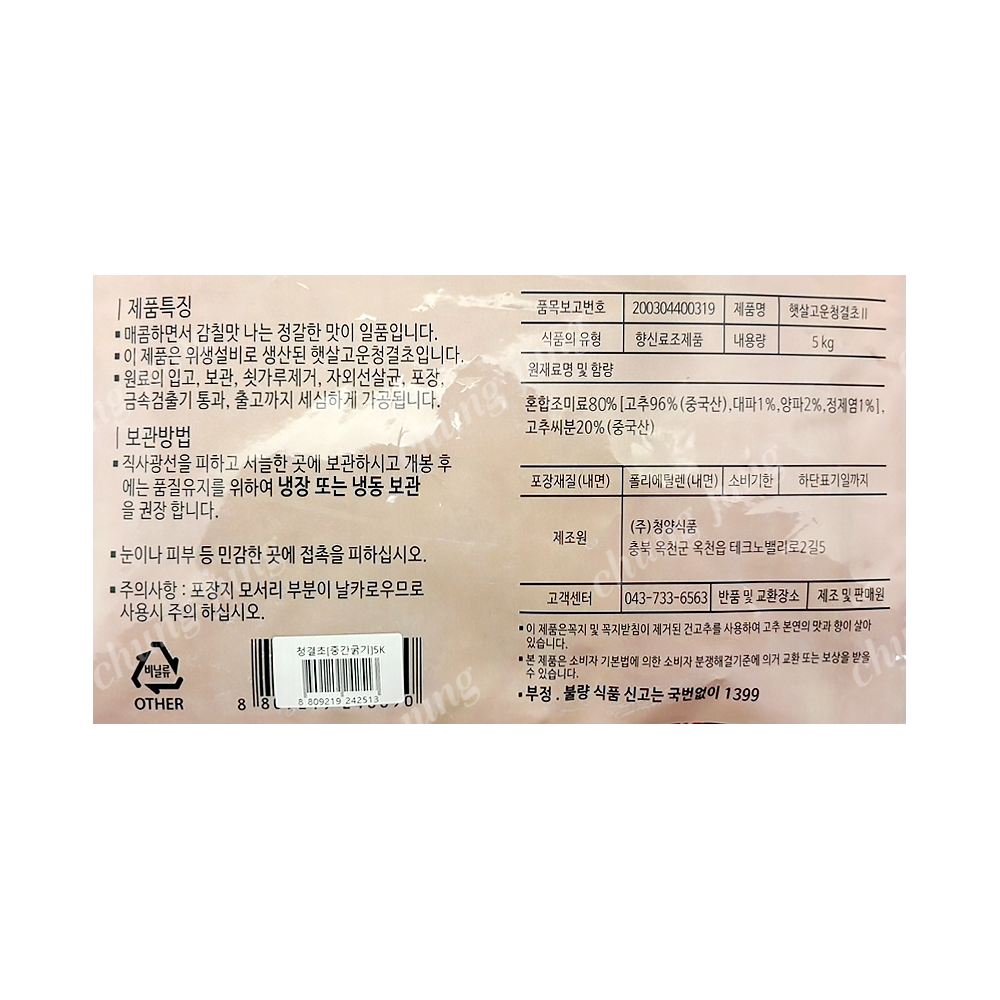 제품특징
▪매콤하면서 감칠맛 나는 정갈한 맛이 일품입니다.
▪이 제품은 위생설비로 생산된 햇살고운청결초입니다.
▪원료의 입고, 보관, 쇳가루제거, 자외선살균, 포장,
금속검출기 통과, 출고까지 세심하게 가공됩니다.
보관방법
▪직사광선을 피하고 서늘한 곳에 보관하시고 개봉 후
에는 품질유지를 위하여 냉장 또는 냉동 보관
을 권장 합니다.
▪눈이나 피부 등 민감한 곳에 접촉을 피하십시오.
▪주의사항 : 포장지 모서리 부분이 날카로우므로
사용시 주의 하십시오.
비닐류
OTHER
청결초[중간굵기]5K
8 809219 242513
품목보고번호 200304400319 제품명 햇살고운청결초Ⅱ
식품의 유형 향신료조제품 내용량 5kg
원재료명 및 함량
혼합조미료80%[고추96%(중국산),대파1%,양파2%,정제염1%],
고추씨분20%(중국산)
포장재질(내면) 폴리에틸렌(내면) 소비기한 하단표기일까지
제조원 (주)청양식품
충북 옥천군 옥천읍 테크노밸리로2길5
고객센터 043-733-6563 반품 및 교환장소 제조 및 판매원
▪이 제품은꼭지 및 꼭지받침이 제거된 건고추를 사용하여 고추 본연의 맛과 향이 살아
있습니다.
▪본 제품은 소비자 기본법에 의한 소비자 분쟁해결기준에 의거 교환 또는 보상을 받을
수 있습니다.
▪부정 . 불량 식품 신고는 국번없이 1399